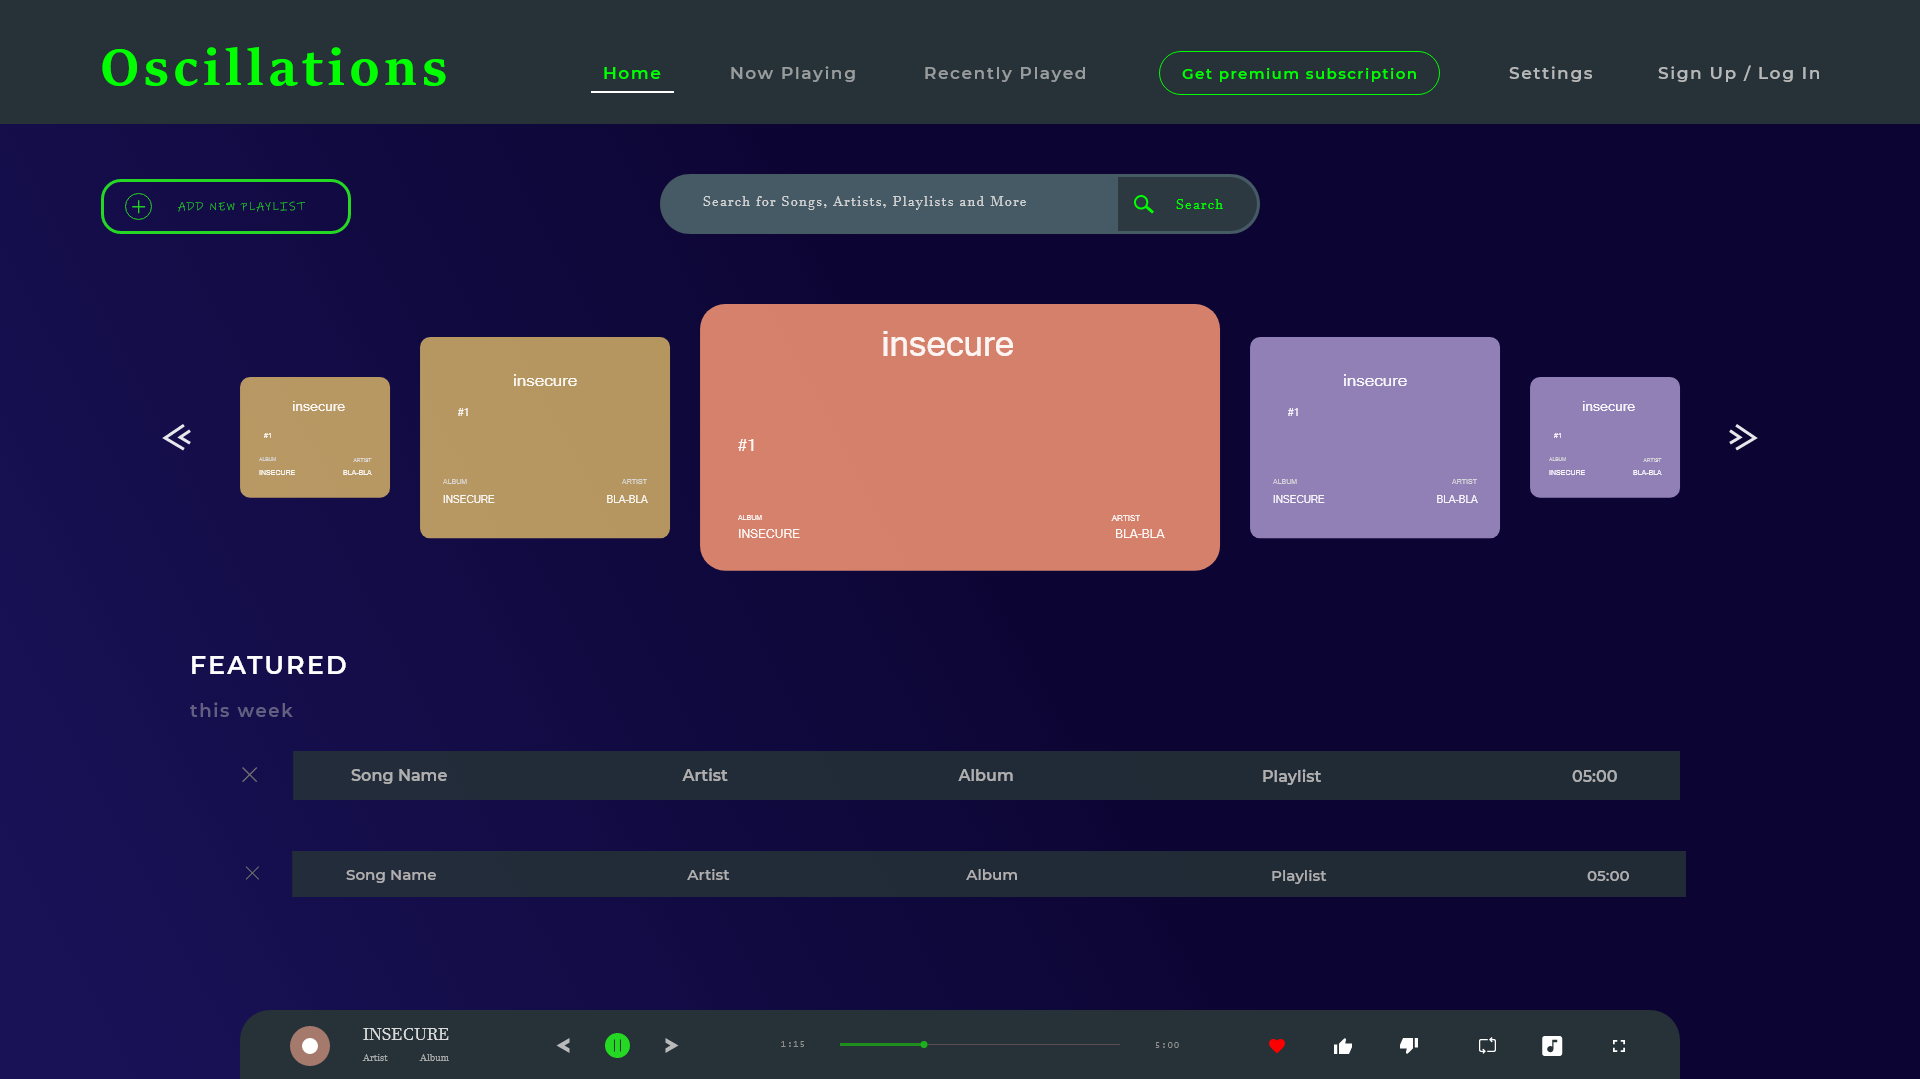 Oscillations
Home
Now Playing
Recently Played
Get premium subscription
Settings
Sign Up / Log In
ADD NEW PLAYLIST
Search for Songs, Artists, Playlists and More
Search
insecure
#1
ALBUM ARTIST
INSECURE BLA-BLA
insecure
#1
ALBUM ARTIST
INSECURE BLA-BLA
insecure
#1
ALBUM ARTIST
INSECURE BLA-BLA
insecure
#1
ALBUM ARTIST
INSECURE BLA-BLA
insecure
#1
ALBUM ARTIST
INSECURE BLA-BLA
FEATURED
this week
Song Name Artist Album Playlist 05:00
Song Name Artist Album Playlist 05:00
INSECURE
Artist Album
1:15
5:00